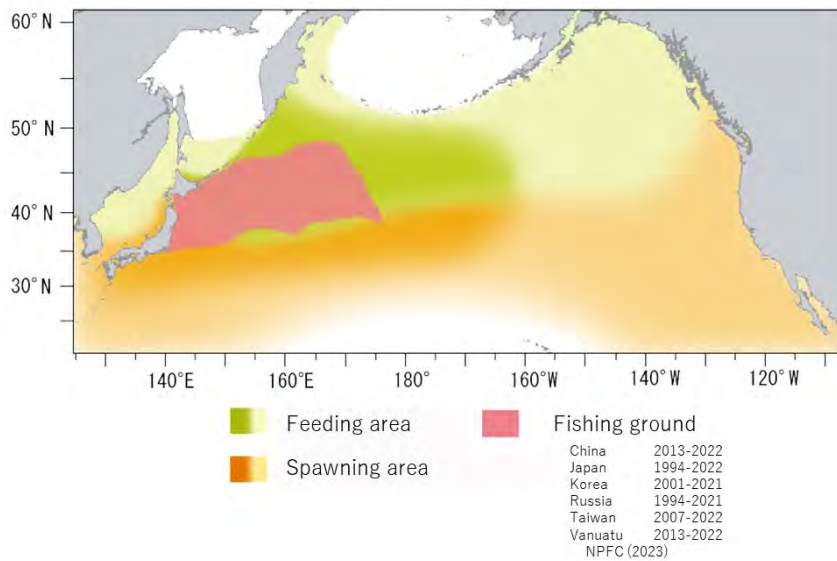 60°N
50°N
40°N
30°N
140°E 160°E 180° 160°W 140°W 120°W
Feeding area Fishing ground
Spawning area
China 2013-2022
Japan 1994-2022
Korea 2001-2021
Russia 1994-2021
Taiwan 2007-2022
Vanuatu 2013-2022
NPFC (2023)